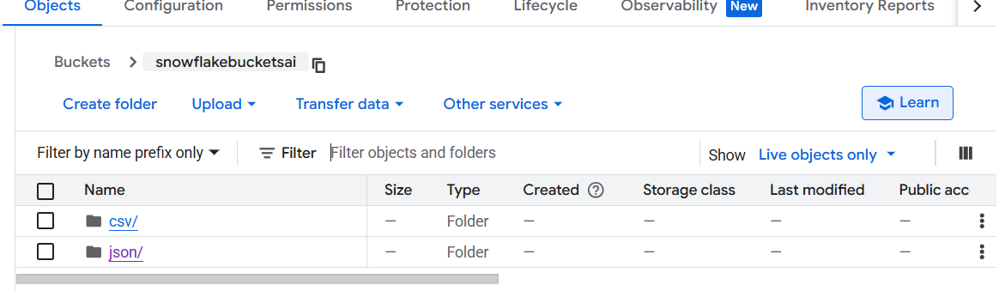 Objects Configuration Permissions Protection Lifecycle Observability New Inventory Reports
Buckets > snowflakebucketsai
Create folder Upload Transfer data Other services Learn
Filter by name prefix only Filter Filter objects and folders Show Live objects only
Name Size Type Created Storage class Last modified Public acc
csv/ — Folder — — — —
json/ — Folder — — — —